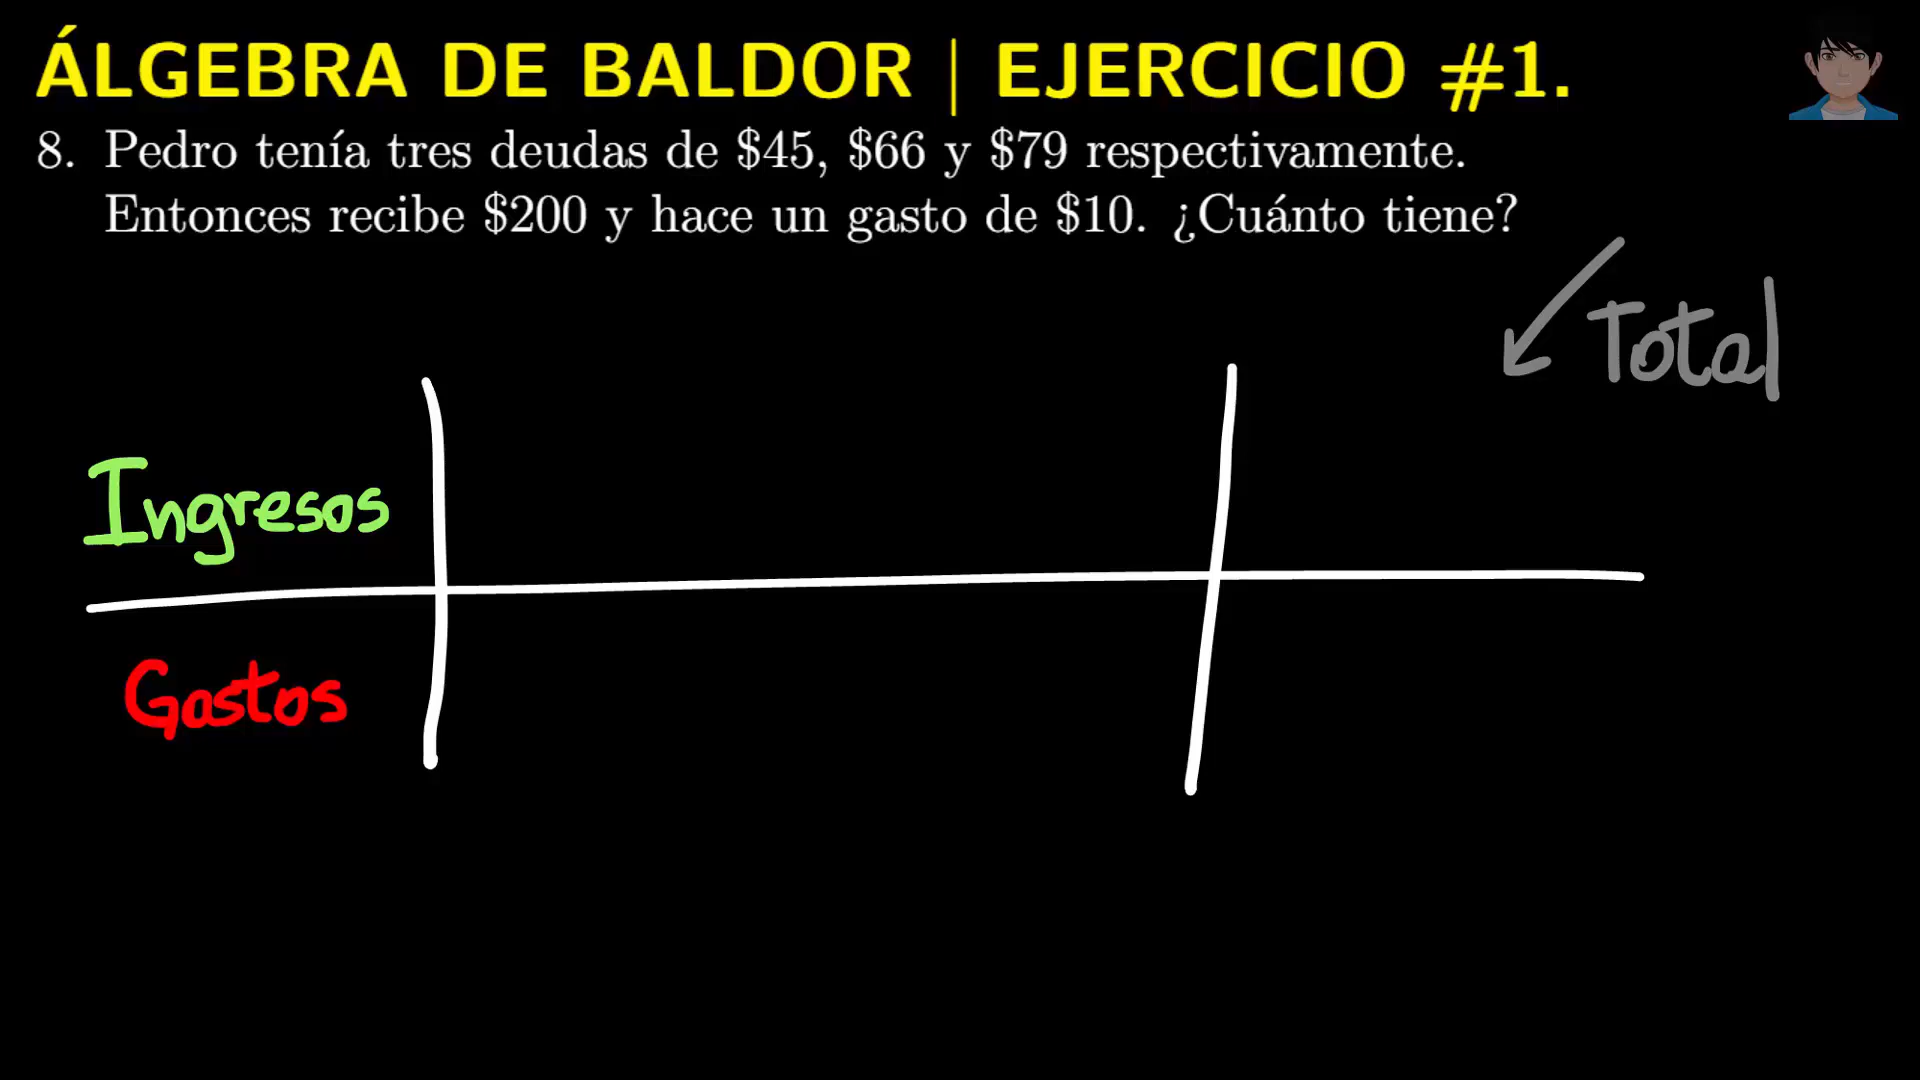 ÁLGEBRA DE BALDOR | EJERCICIO #1.
8. Pedro tenía tres deudas de $45, $66 y $79 respectivamente.
Entonces recibe $200 y hace un gasto de $10. ¿Cuánto tiene?
Total
Ingresos
Gastos